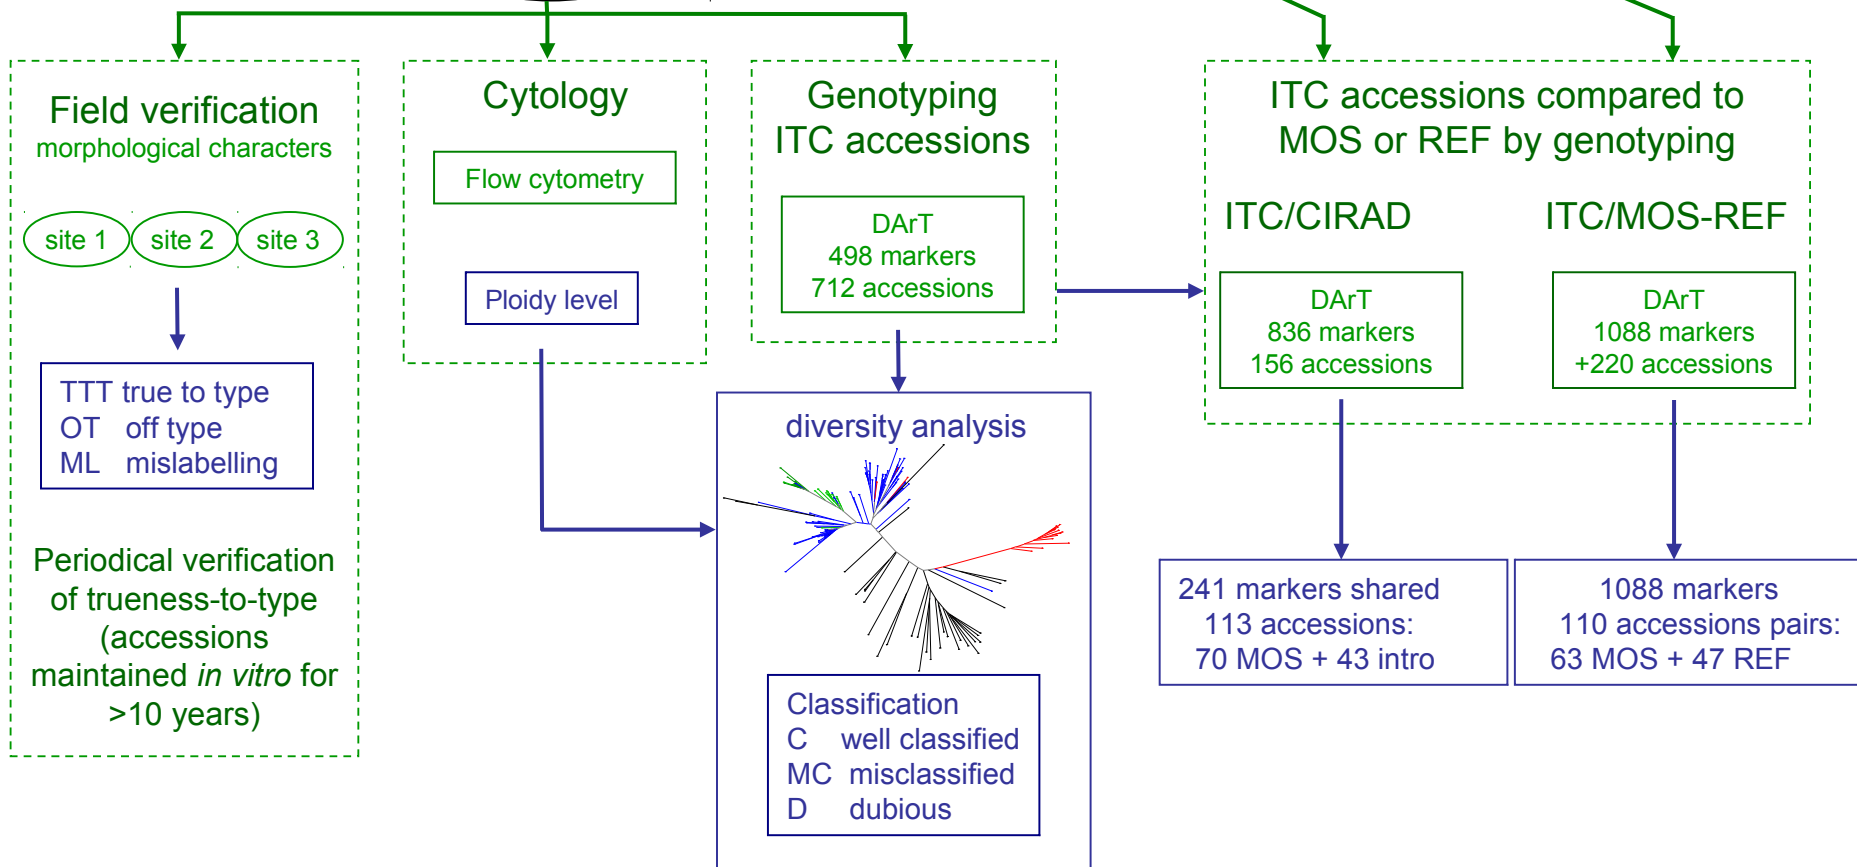 Field verification
morphological characters
site 1
site 2
site 3
TTT true to type
OT off type
ML mislabelling
Periodical verification
of trueness-to-type
(accessions
maintained in vitro for
>10 years)
Cytology
Flow cytometry
Ploidy level
Genotyping
ITC accessions
DArT
498 markers
712 accessions
diversity analysis
Classification
C well classified
MC misclassified
D dubious
ITC accessions compared to
MOS or REF by genotyping
ITC/CIRAD
DArT
836 markers
156 accessions
241 markers shared
113 accessions:
70 MOS + 43 intro
ITC/MOS-REF
DArT
1088 markers
+220 accessions
1088 markers
110 accessions pairs:
63 MOS + 47 REF